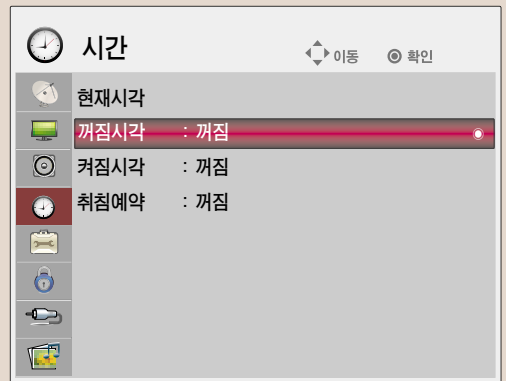 시간 이동 확인
현재시각
꺼짐시각 : 꺼짐
켜짐시각 : 꺼짐
취침예약 : 꺼짐